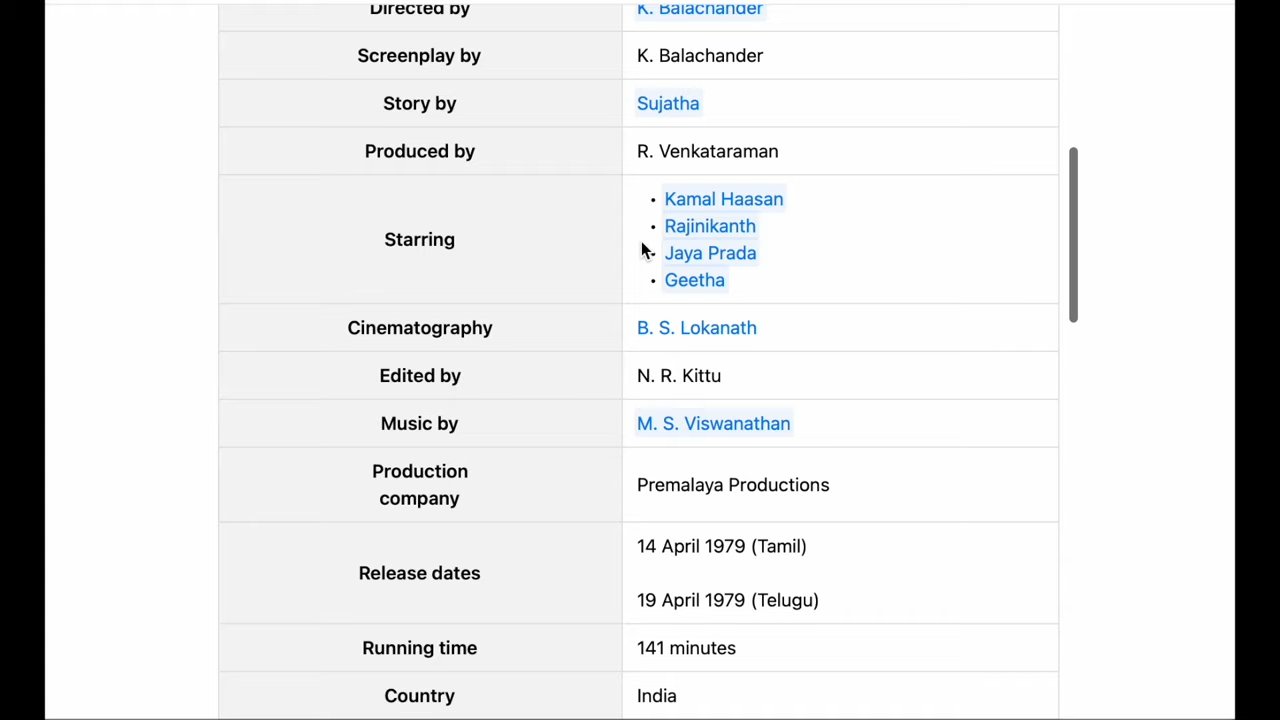 Directed by
K. Balachander
Screenplay by
K. Balachander
Story by
Sujatha
Produced by
R. Venkataraman
Starring
• Kamal Haasan
• Rajinikanth
• Jaya Prada
• Geetha
Cinematography
B. S. Lokanath
Edited by
N. R. Kittu
Music by
M. S. Viswanathan
Production
company
Premalaya Productions
Release dates
14 April 1979 (Tamil)
19 April 1979 (Telugu)
Running time
141 minutes
Country
India